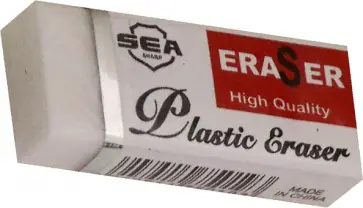 SEA
SHARP
ERASER
High Quality
Plastic Eraser
MADE
IN CHINA